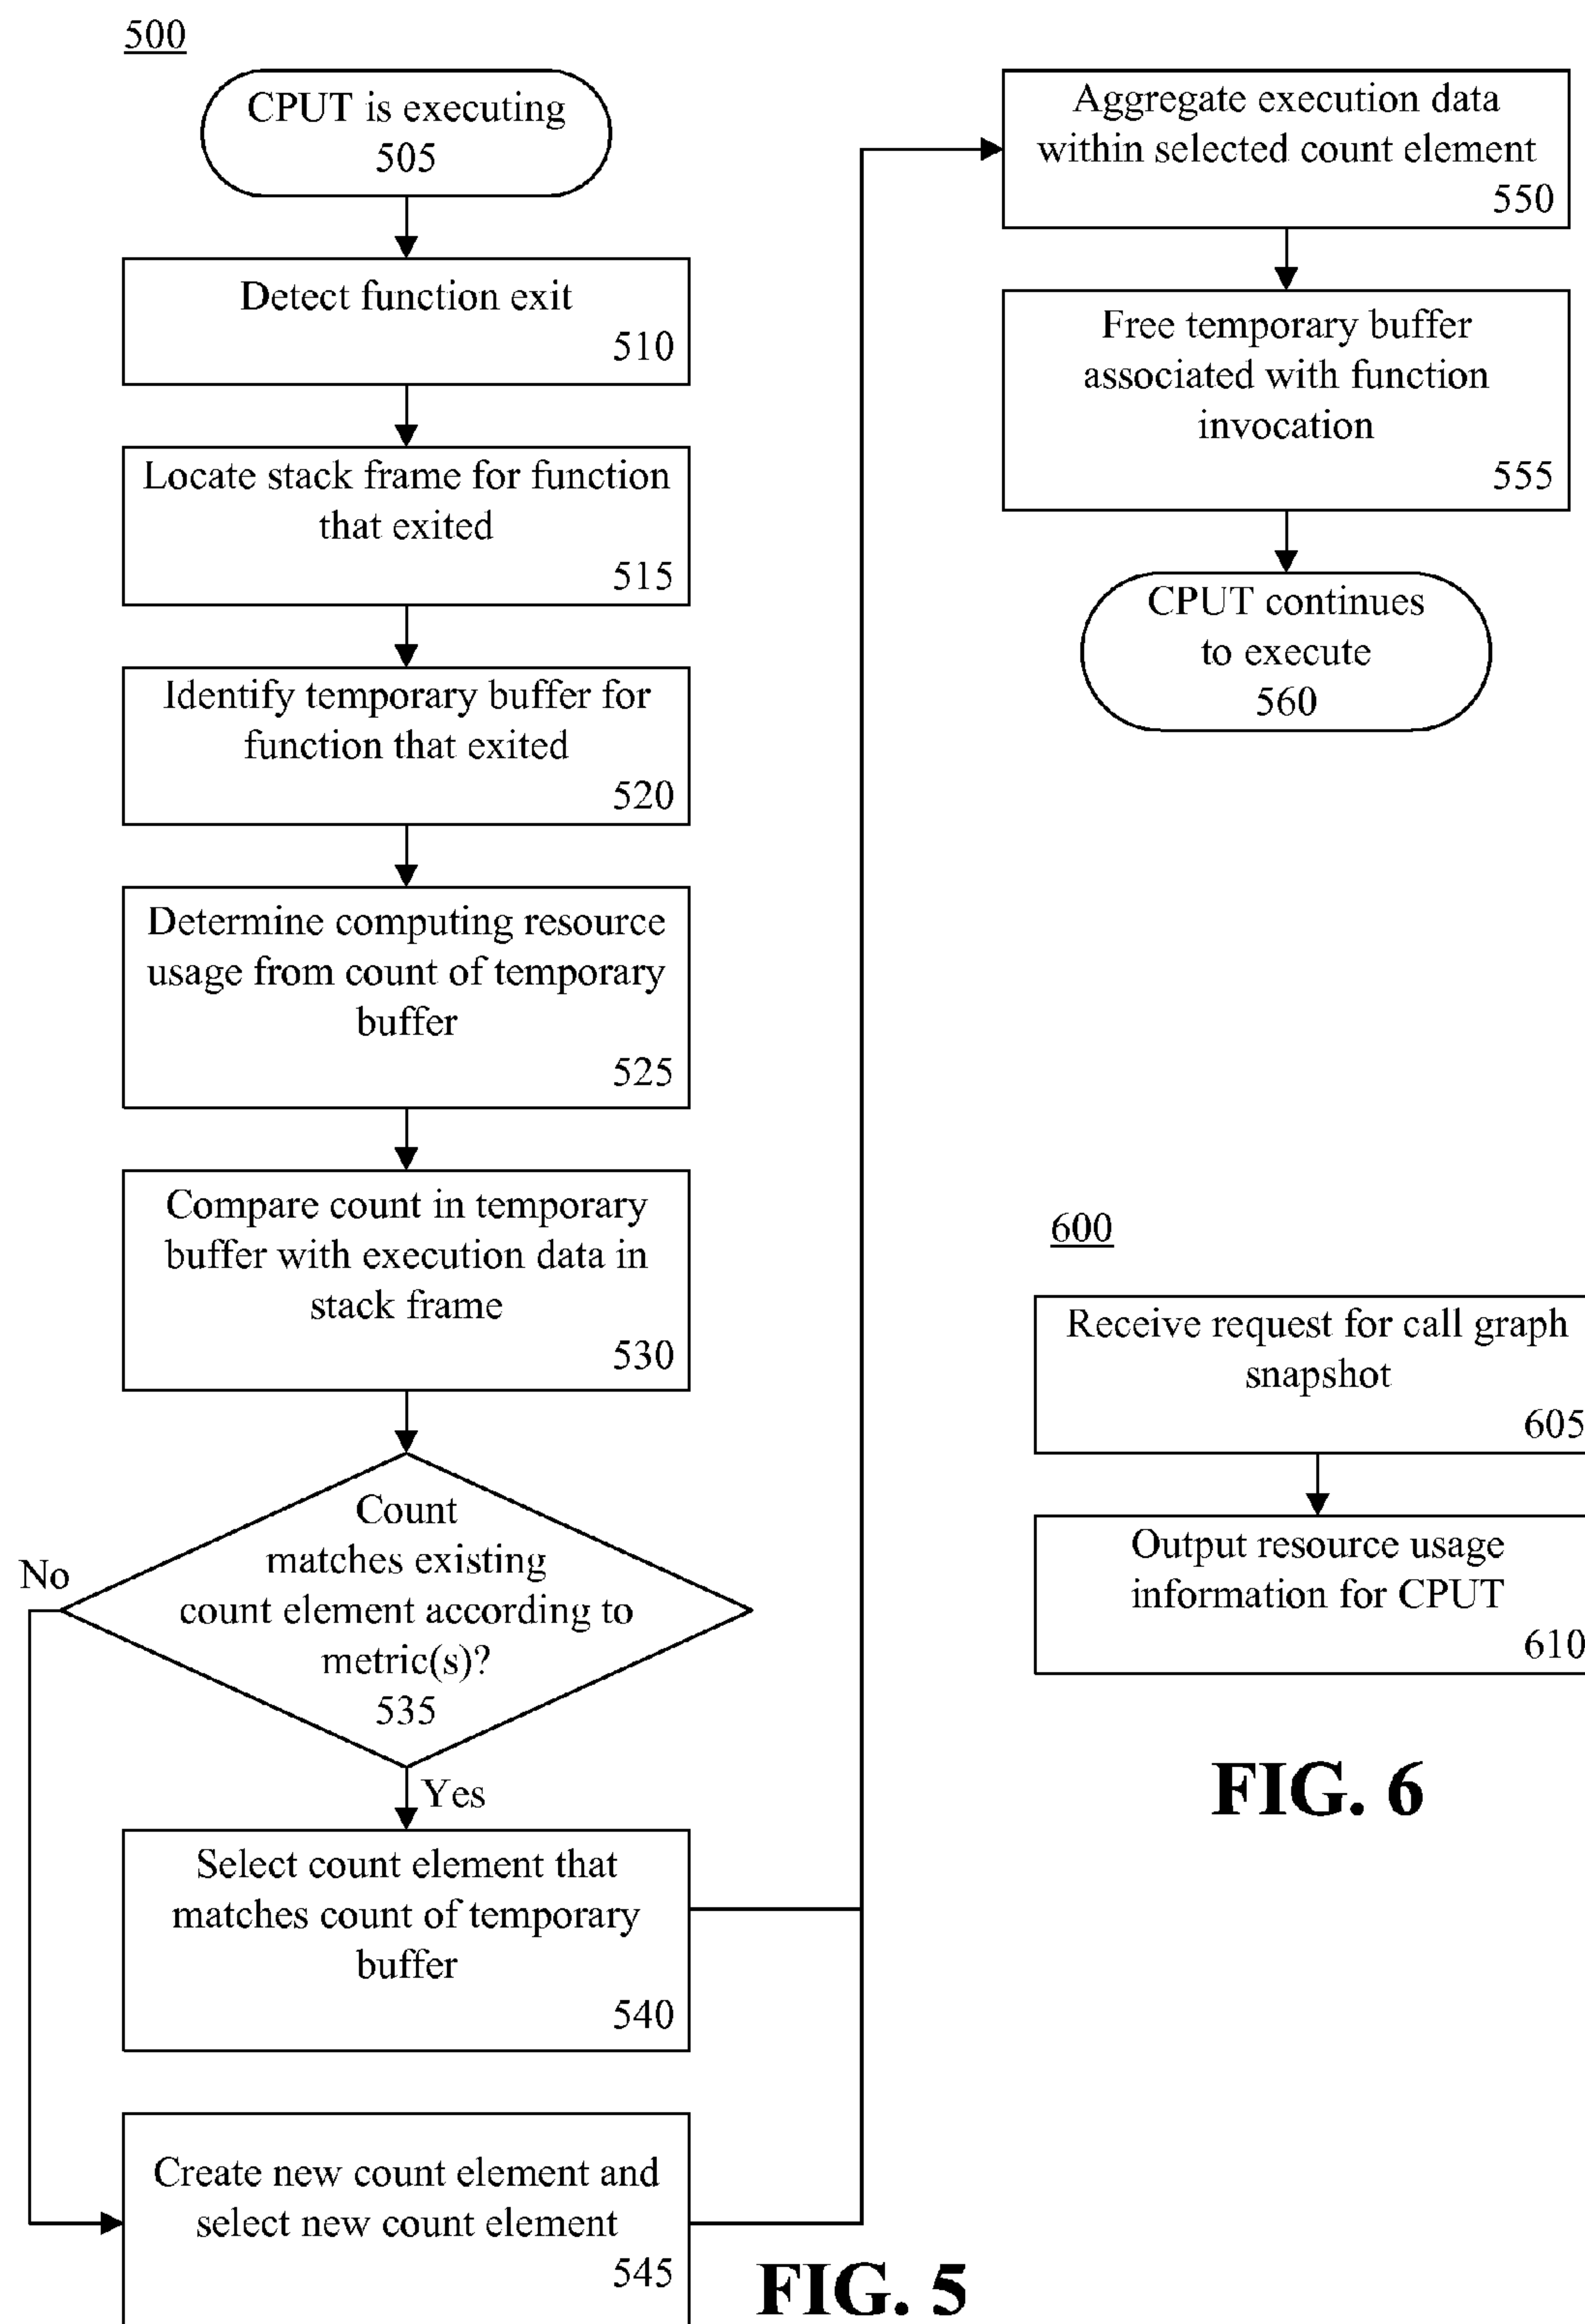 500
CPUT is executing
505
Detect function exit
510
Locate stack frame for function
that exited
515
Identify temporary buffer for
function that exited
520
Determine computing resource
usage from count of temporary
buffer
525
Compare count in temporary
buffer with execution data in
stack frame
530
Count
matches existing
count element according to
metric(s)?
535
No
Yes
Select count element that
matches count of temporary
buffer
540
Create new count element and
select new count element
545
Aggregate execution data
within selected count element
550
Free temporary buffer
associated with function
invocation
555
CPUT continues
to execute
560
FIG. 5
600
Receive request for call graph
snapshot
605
Output resource usage
information for CPUT
610
FIG. 6